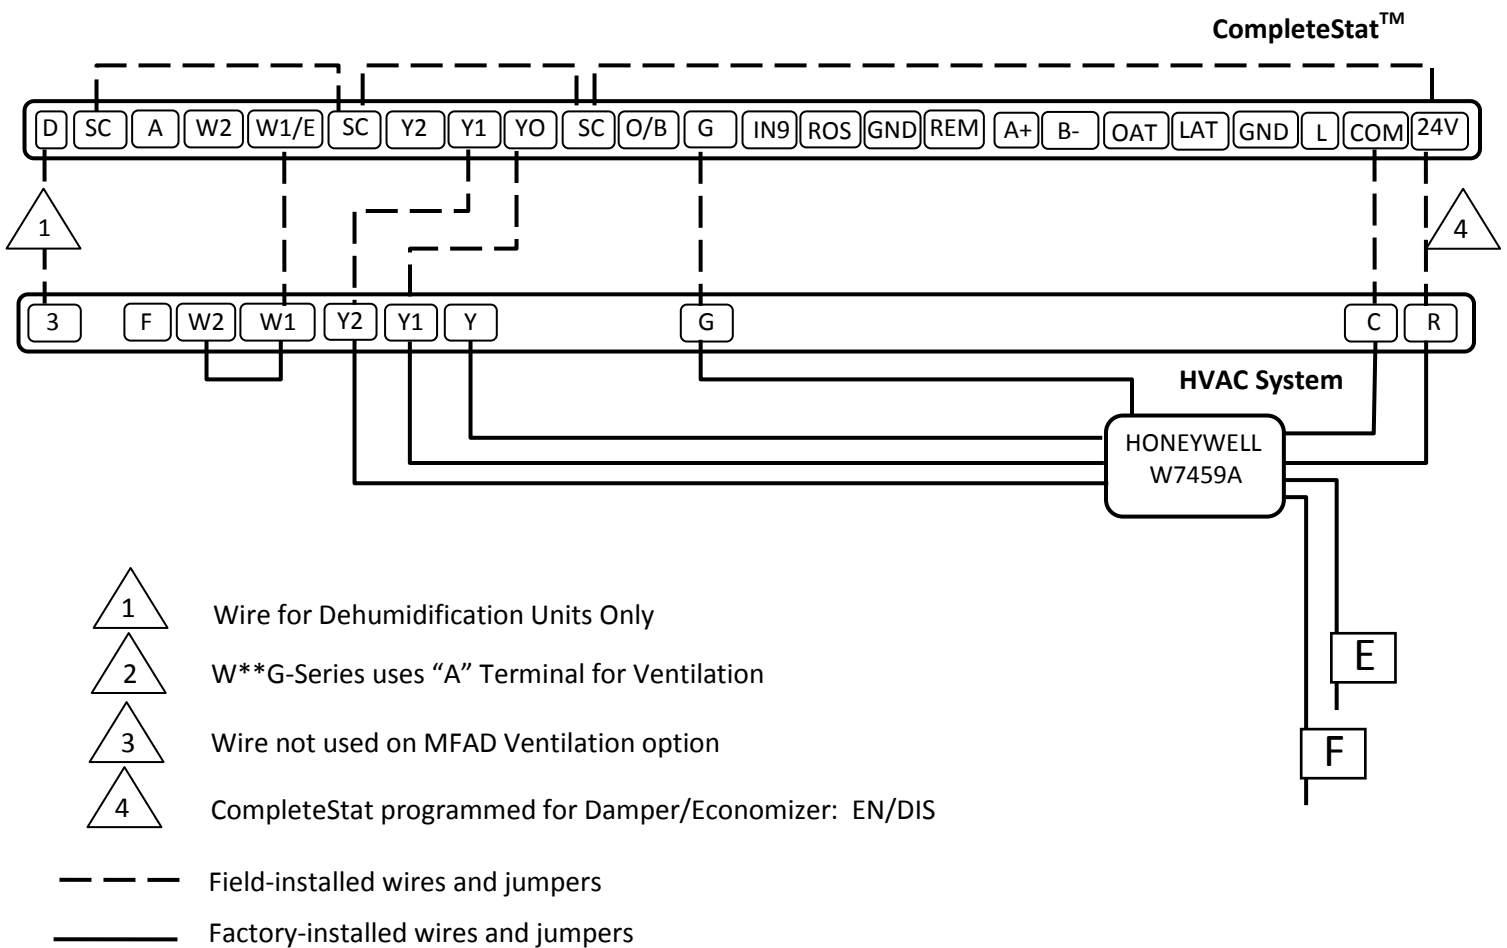 CompleteStat™
D SC A W2 W1/E SC Y2 Y1 YO SC O/B G IN9 ROS GND REM A+ B- OAT LAT GND L COM 24V
1
4
3 F W2 W1 Y2 Y1 Y G C R
HVAC System
HONEYWELL
W7459A
E
F
1 Wire for Dehumidification Units Only
2 W**G-Series uses “A” Terminal for Ventilation
3 Wire not used on MFAD Ventilation option
4 CompleteStat programmed for Damper/Economizer: EN/DIS
Field-installed wires and jumpers
Factory-installed wires and jumpers